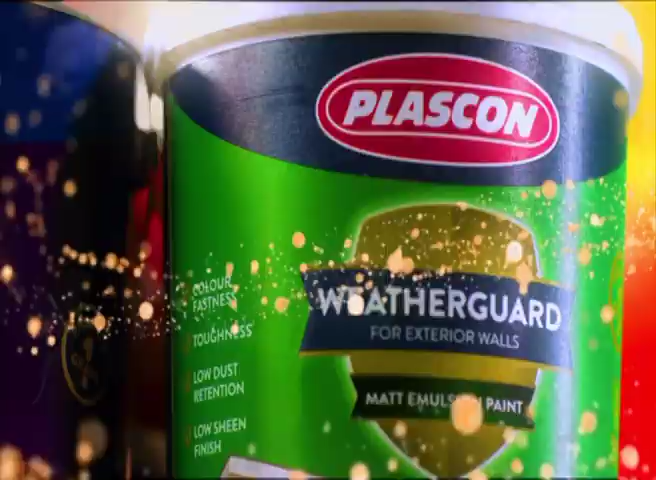 PLASCON
WEATHERGUARD
FOR EXTERIOR WALLS
MATT EMULSION PAINT
COLOUR
FASTNESS
TOUGHNESS
LOW DUST
RETENTION
LOW SHEEN
FINISH